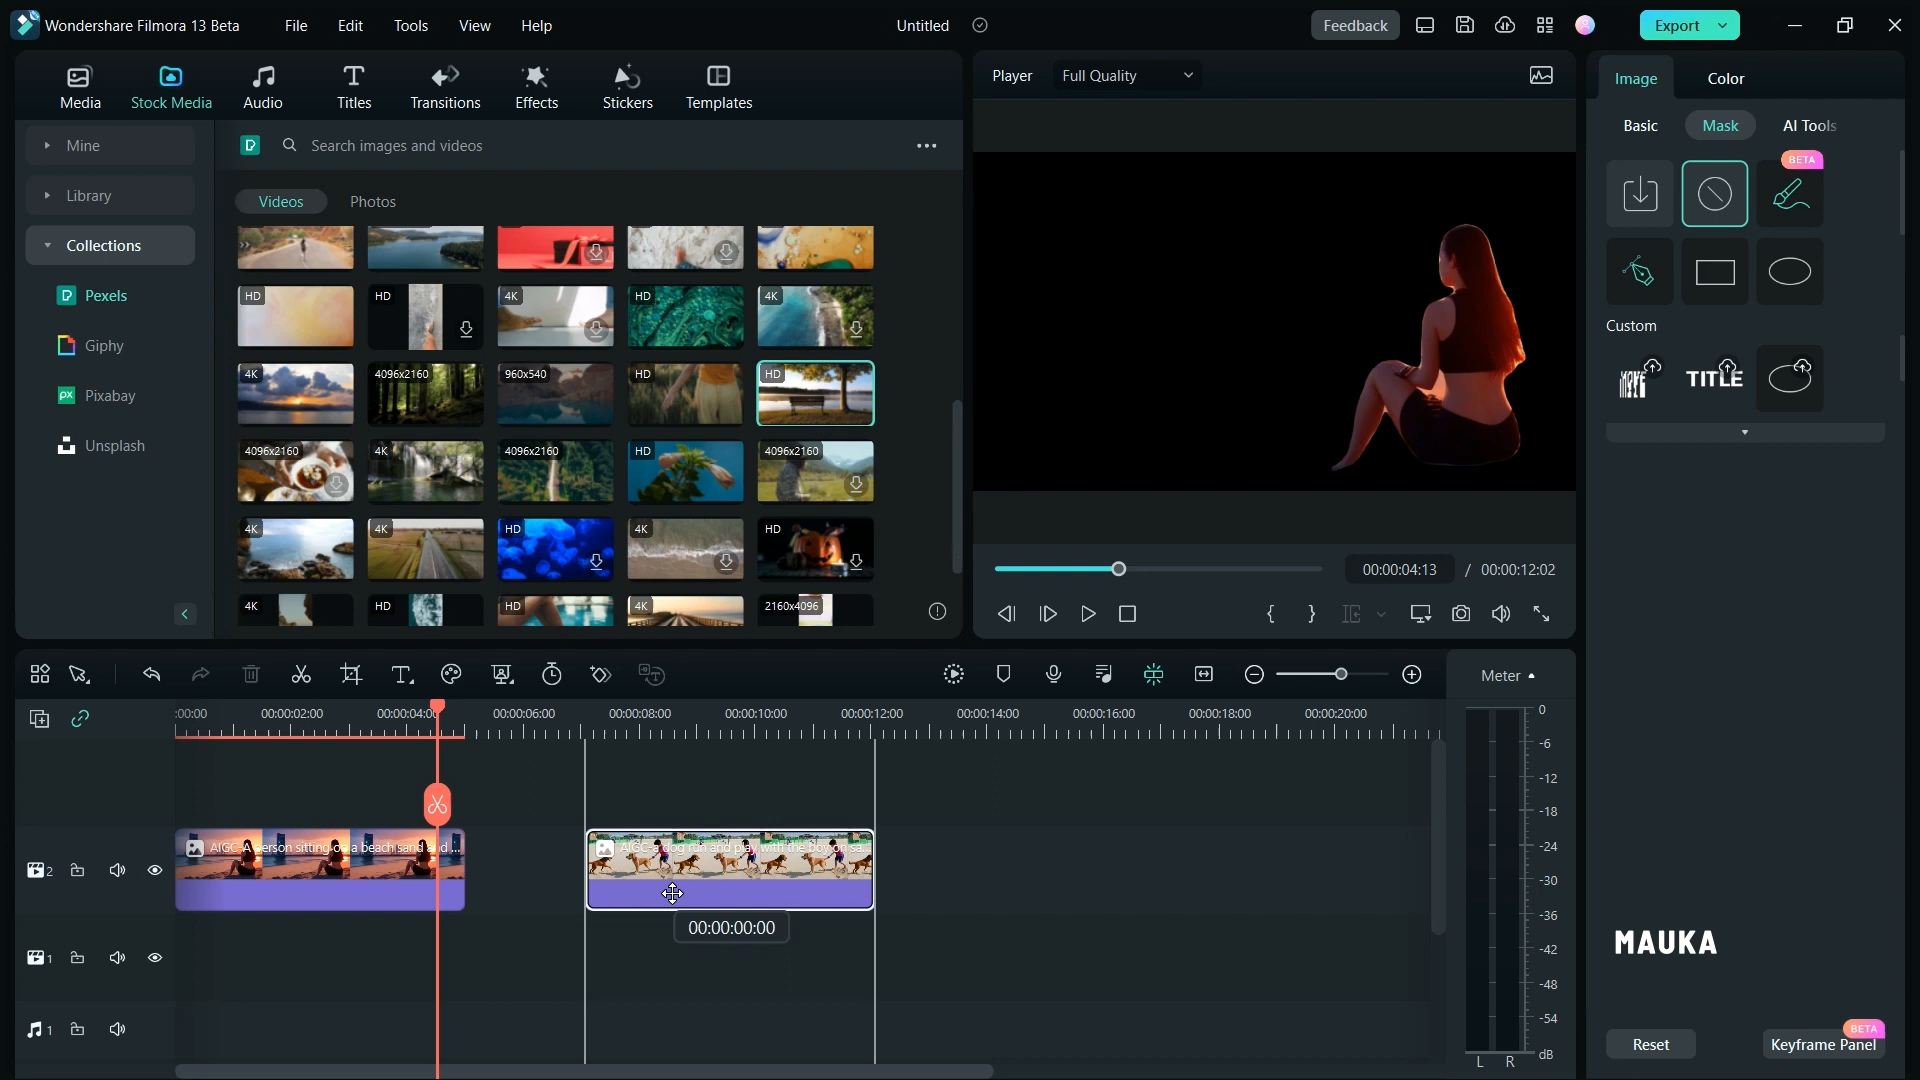 Wondershare Filmora 13 Beta
File
Edit
Tools
View
Help
Untitled
Feedback
Export
Media
Stock Media
Audio
Titles
Transitions
Effects
Stickers
Templates
Player
Full Quality
Image
Color
Mine
Library
Collections
Pexels
Giphy
Pixabay
Unsplash
Search images and videos
Videos
Photos
HD
HD
4K
HD
4K
4K
4096x2160
960x540
HD
HD
4096x2160
4K
4096x2160
HD
4096x2160
4K
4K
HD
4K
HD
4K
HD
HD
4K
2160x4096
Basic
Mask
AI Tools
BETA
Custom
TITLE
00:00:04:13 / 00:00:12:02
Meter
:00:00
00:00:02:00
00:00:04:0
00:00:06:00
00:00:08:00
00:00:10:00
00:00:12:00
00:00:14:00
00:00:16:00
00:00:18:00
00:00:20:00
2
AIGC-A person sitting on a beach sand and ...
AIGC-a dog run and play with the boy on sa...
00:00:00:00
1
1
0
-6
-12
-18
-24
-30
-36
-42
-48
-54
dB
L R
MAUKA
BETA
Reset
Keyframe Panel